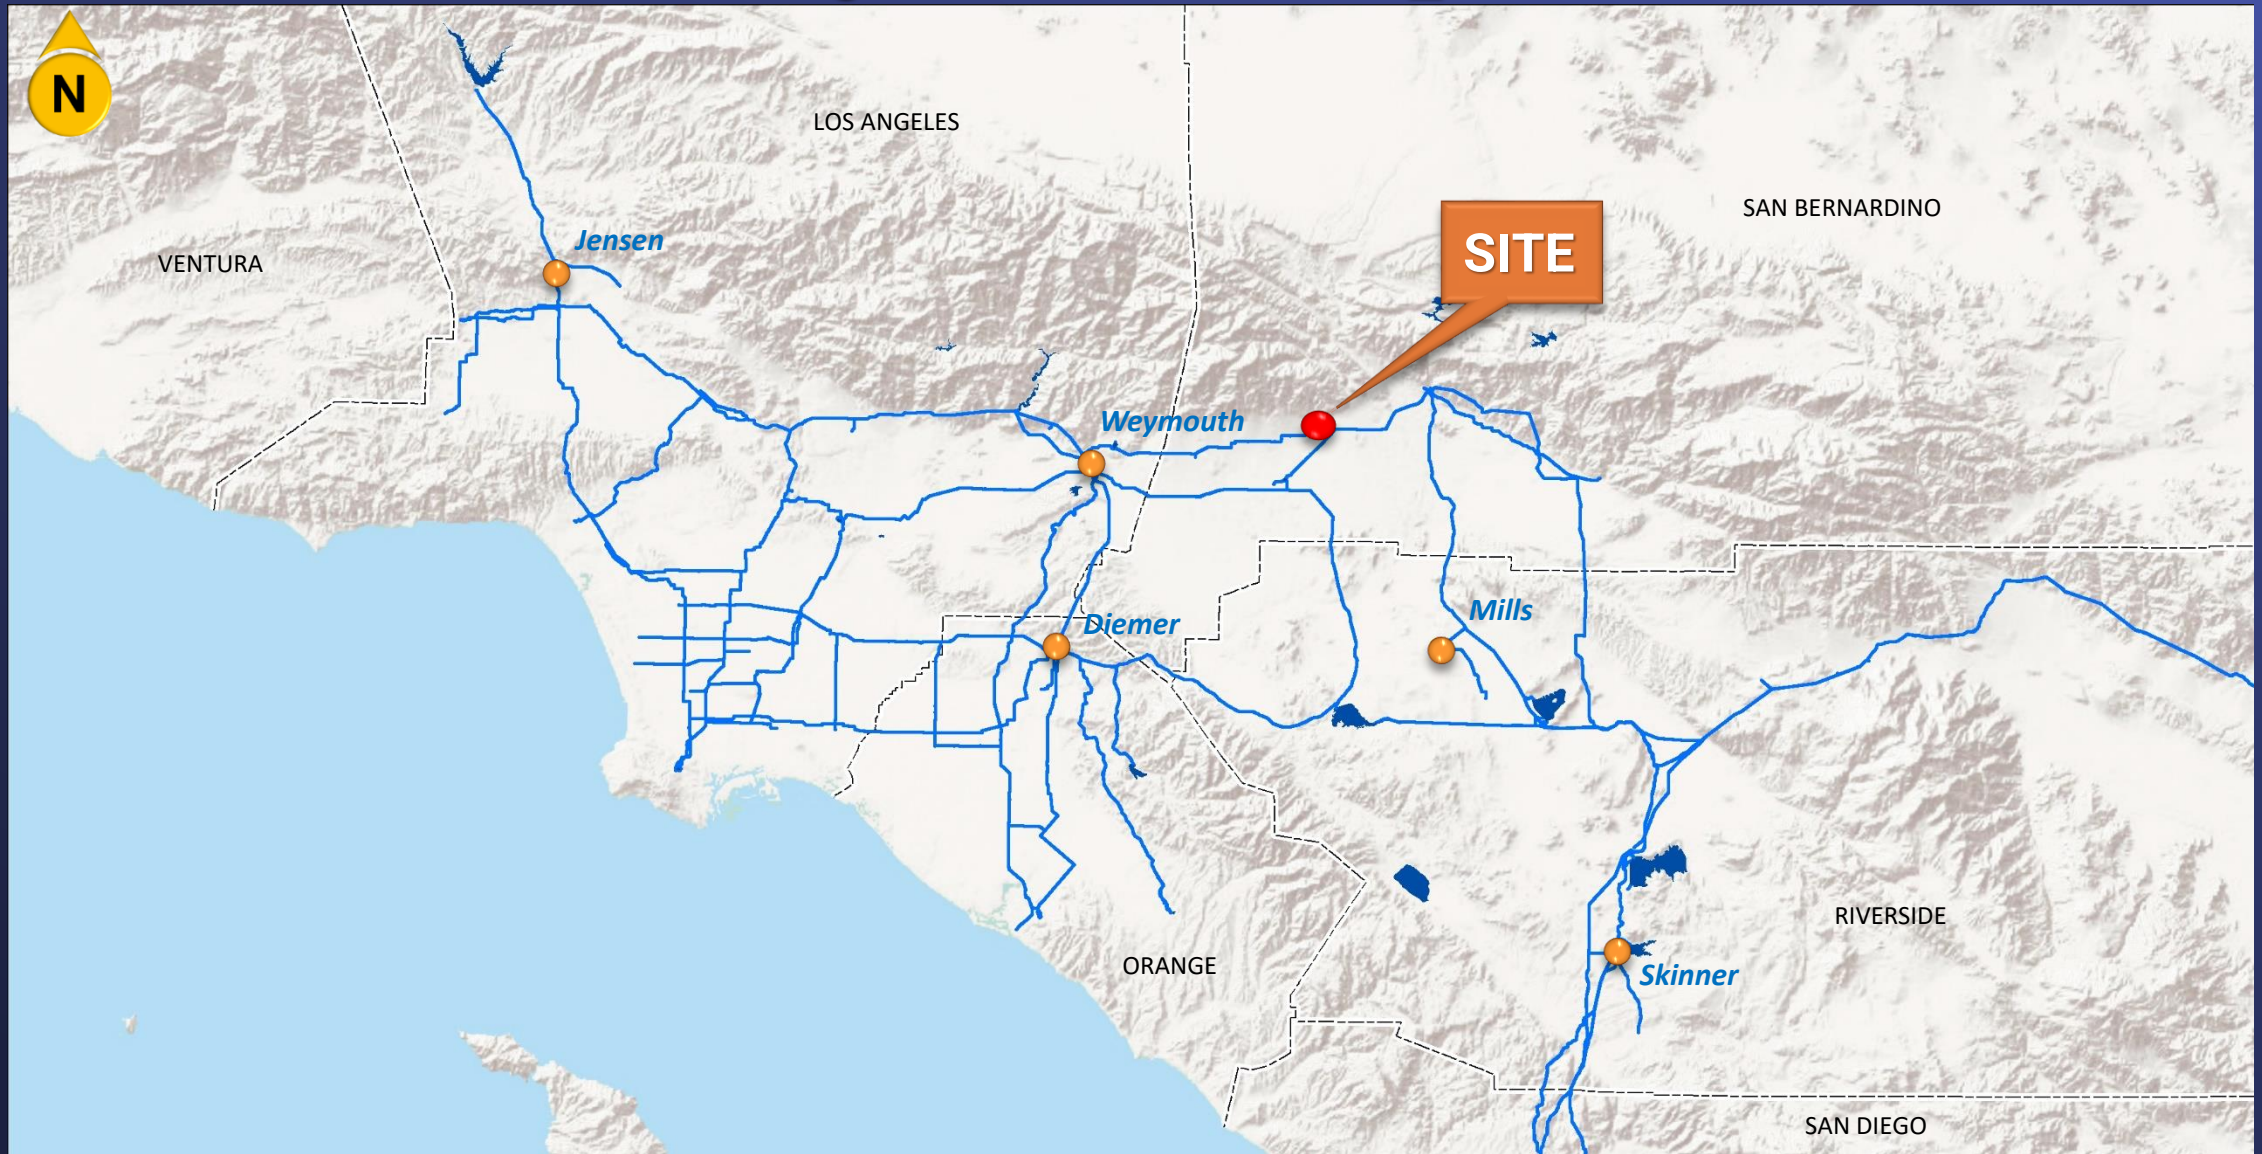 N
LOS ANGELES
SAN BERNARDINO
SITE
Jensen
VENTURA
Weymouth
Mills
Diemer
RIVERSIDE
ORANGE
Skinner
SAN DIEGO